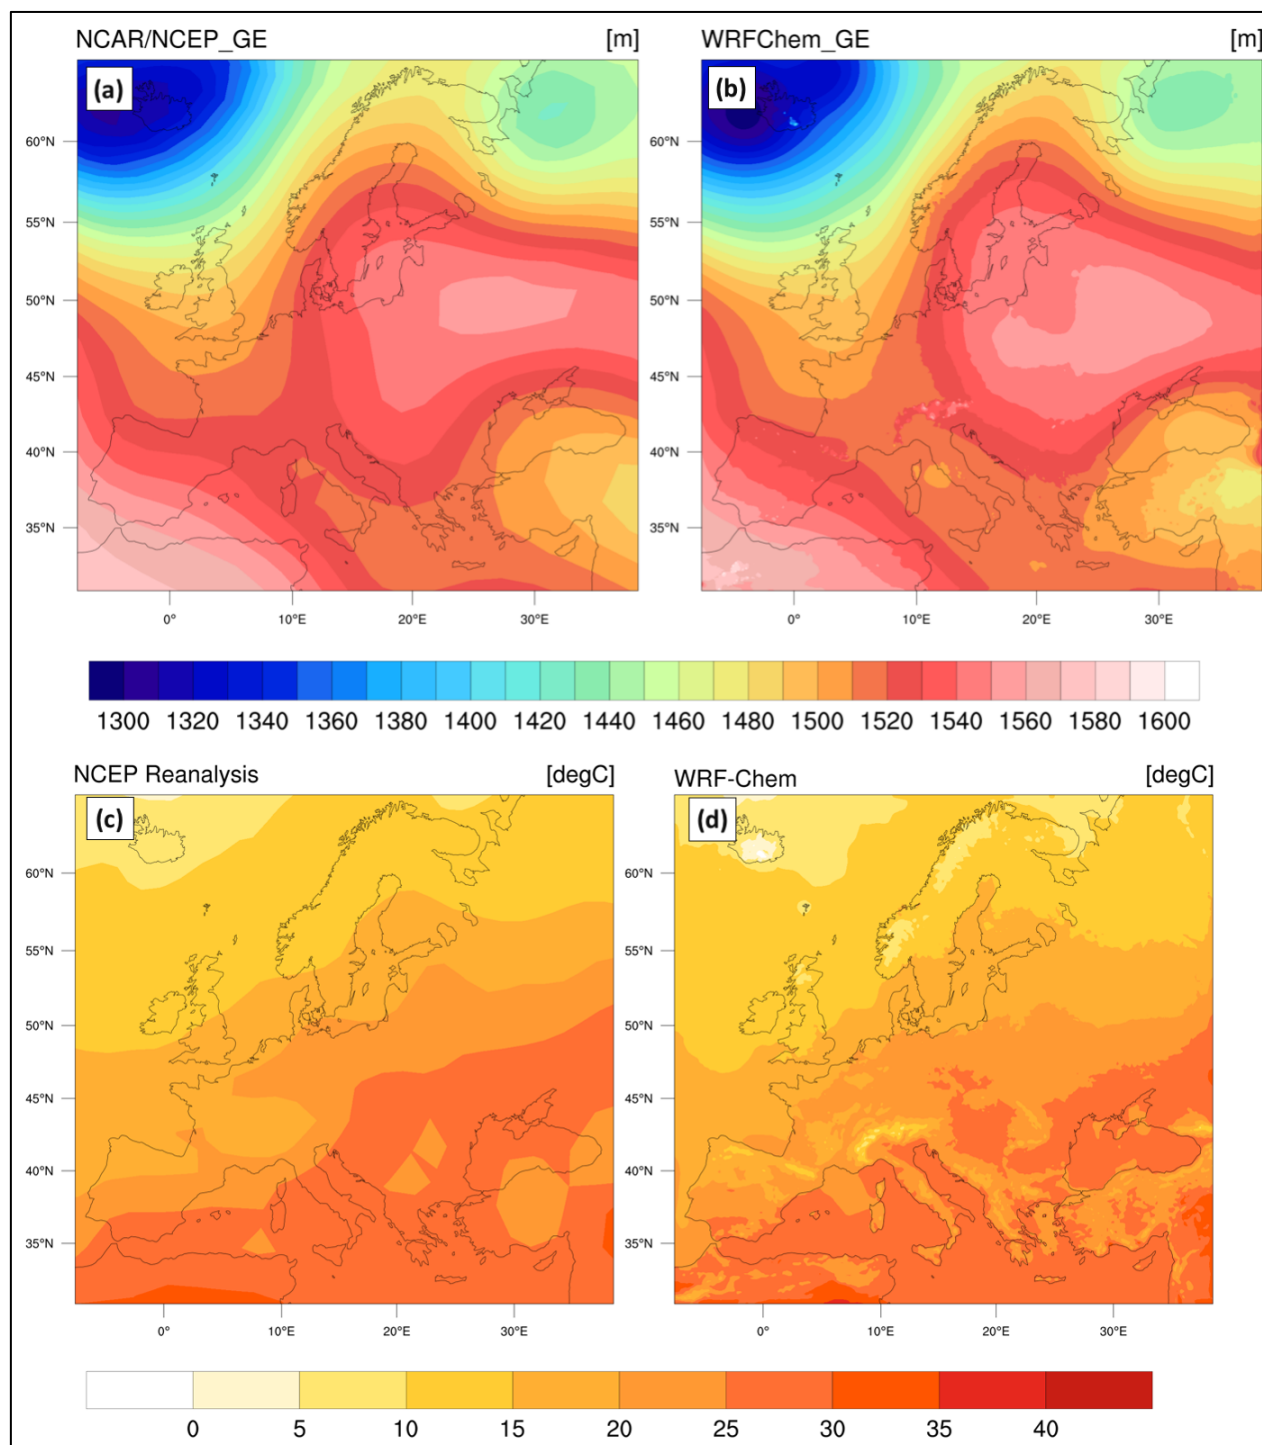 NCAR/NCEP_GE [m] WRFChem_GE [m]
(a) (b)
60°N 60°N
55°N 55°N
50°N 50°N
45°N 45°N
40°N 40°N
35°N 35°N
0° 10°E 20°E 30°E 0° 10°E 20°E 30°E
1300 1320 1340 1360 1380 1400 1420 1440 1460 1480 1500 1520 1540 1560 1580 1600
NCEP Reanalysis [degC] WRF-Chem [degC]
(c) (d)
60°N 60°N
55°N 55°N
50°N 50°N
45°N 45°N
40°N 40°N
35°N 35°N
0° 10°E 20°E 30°E 0° 10°E 20°E 30°E
0 5 10 15 20 25 30 35 40